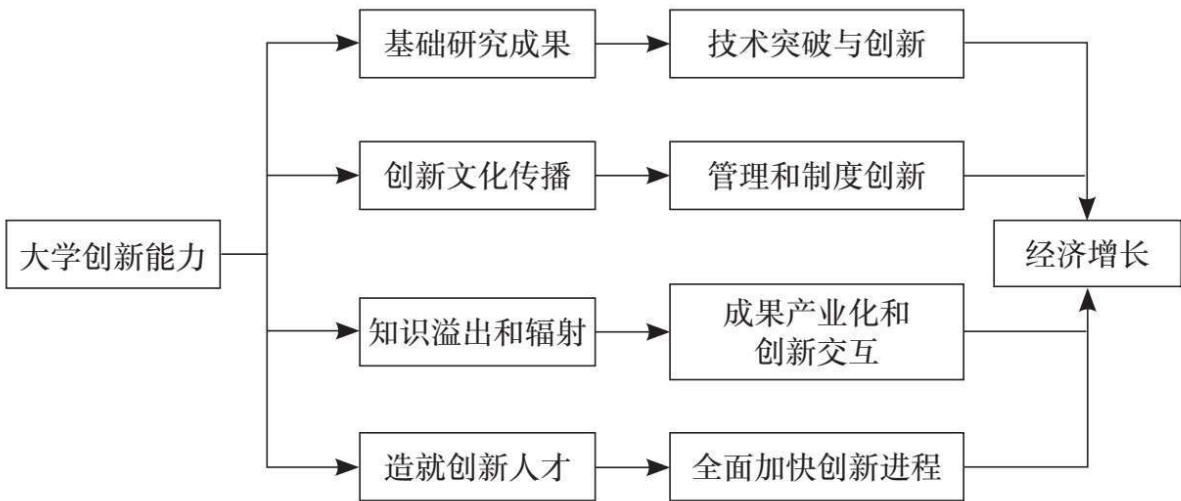 基础研究成果
技术突破与创新
创新文化传播
管理和制度创新
大学创新能力
经济增长
知识溢出和辐射
成果产业化和
创新交互
造就创新人才
全面加快创新进程